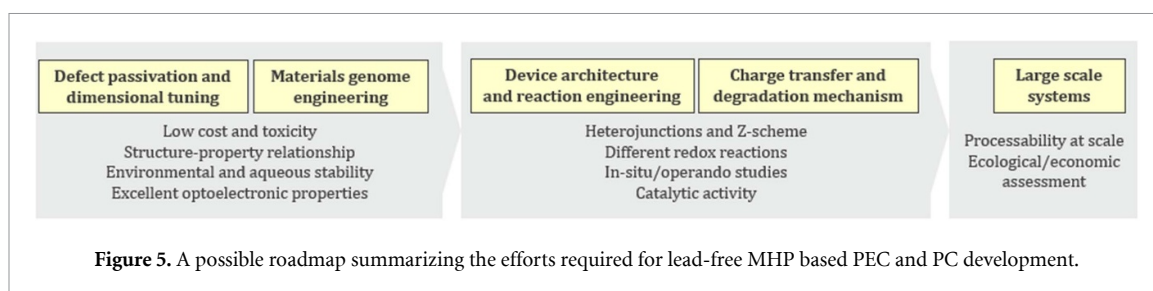 Defect passivation and
dimensional tuning
Materials genome
engineering
Low cost and toxicity
Structure-property relationship
Environmental and aqueous stability
Excellent optoelectronic properties
Device architecture
and reaction engineering
Charge transfer and
degradation mechanism
Heterojunctions and Z-scheme
Different redox reactions
In-situ/operando studies
Catalytic activity
Large scale
systems
Processability at scale
Ecological/economic
assessment
Figure 5. A possible roadmap summarizing the efforts required for lead-free MHP based PEC and PC development.